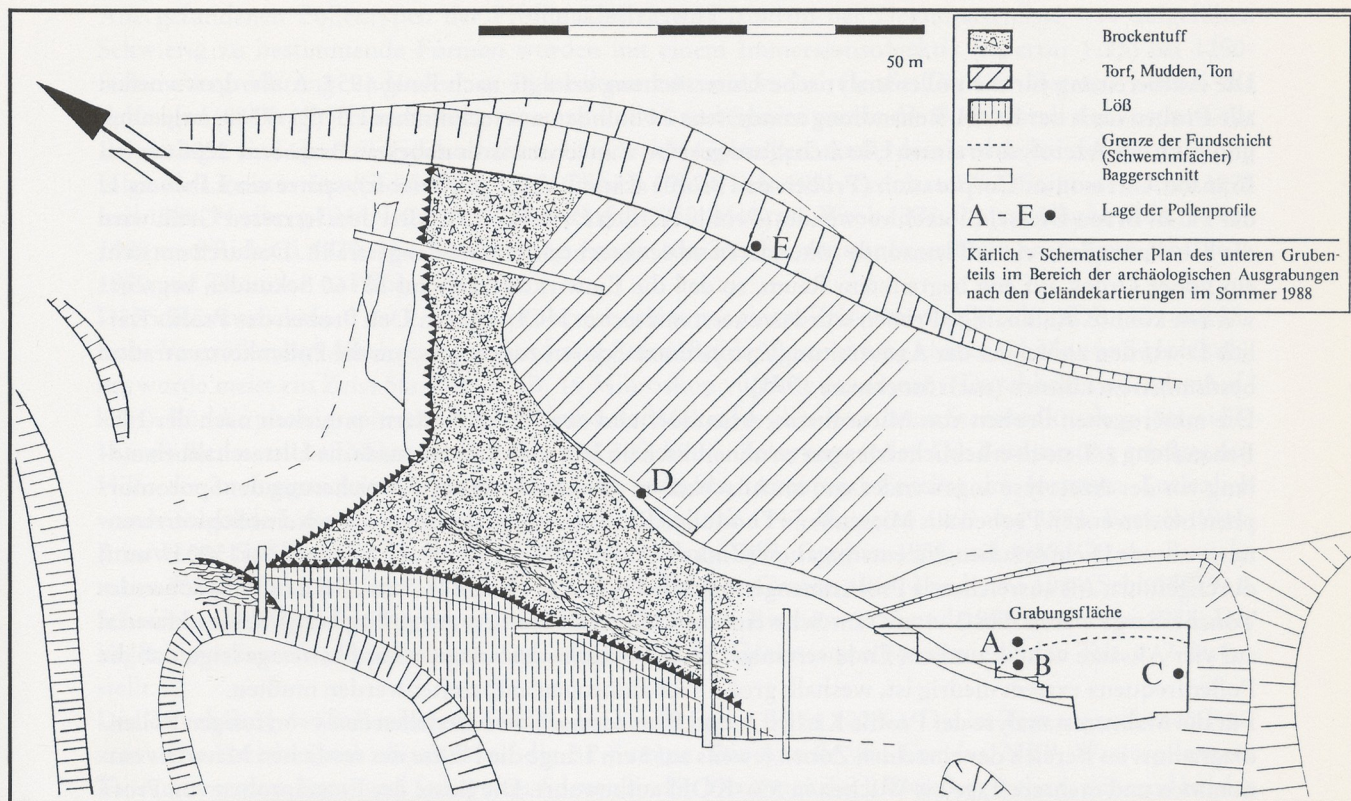 50 m
Brockentuff
Torf, Mudden, Ton
Löß
Grenze der Fundschicht
(Schwemmfächer)
Baggerschnitt
A - E Lage der Pollenprofile
Kärlich - Schematischer Plan des unteren Gruben-
teils im Bereich der archäologischen Ausgrabungen
nach den Geländekartierungen im Sommer 1988
E
D
Grabungsfläche
A
B
C